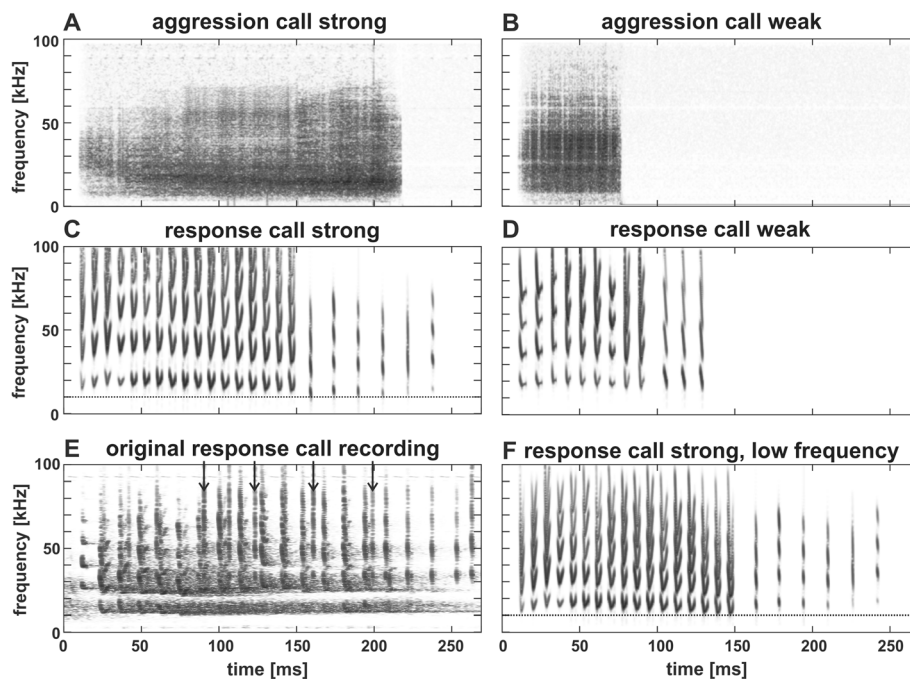 A aggression call strong
B aggression call weak
100
50
0
frequency [kHz]
C response call strong
D response call weak
100
50
0
frequency [kHz]
E original response call recording
F response call strong, low frequency
100
50
0
frequency [kHz]
0 50 100 150 200 250
0 50 100 150 200 250
time [ms]
time [ms]